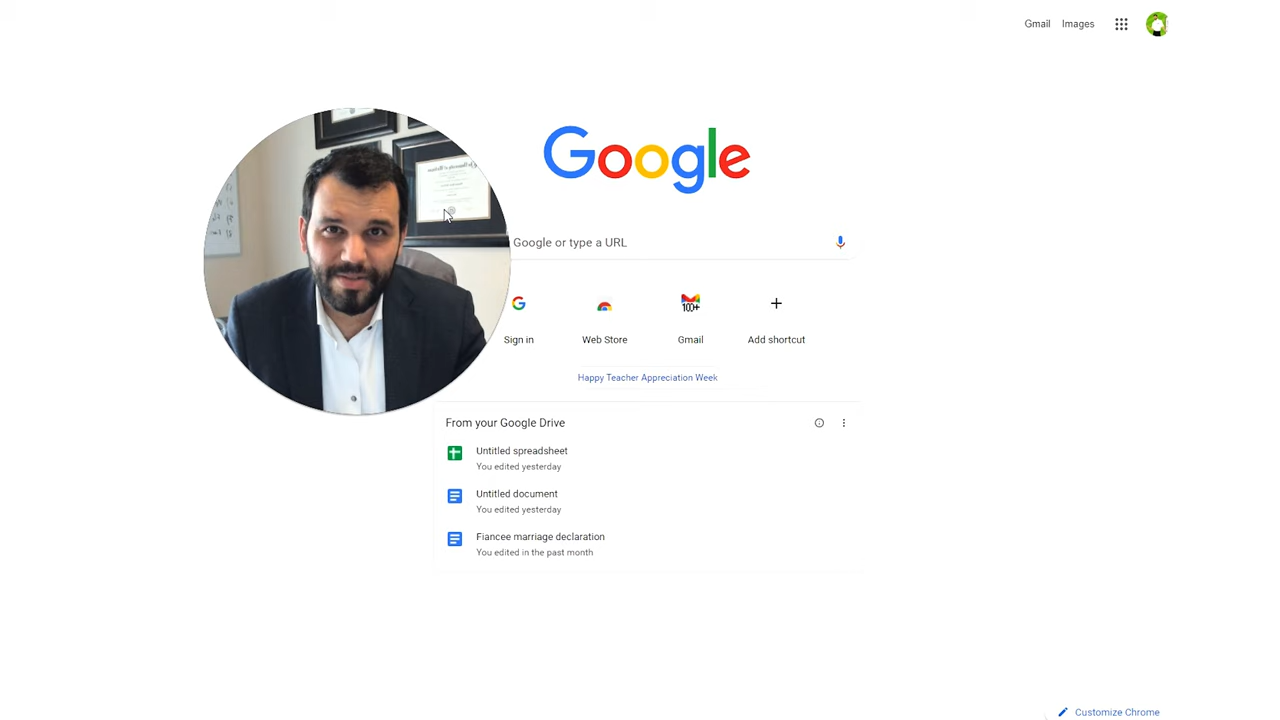 Gmail Images
Google
Google or type a URL
Sign in
Web Store
100+
Gmail
Add shortcut
Happy Teacher Appreciation Week
From your Google Drive
Untitled spreadsheet
You edited yesterday
Untitled document
You edited yesterday
Fiancee marriage declaration
You edited in the past month
Customize Chrome